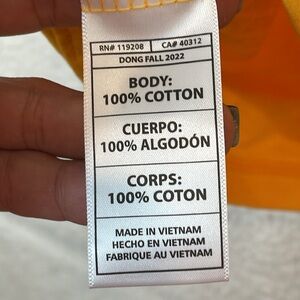 RN# 119208 CA# 40312
DONG FALL 2022
BODY:
100% COTTON
CUERPO:
100% ALGODÓN
CORPS:
100% COTON
MADE IN VIETNAM
HECHO EN VIETNAM
FABRIQUE AU VIETNAM